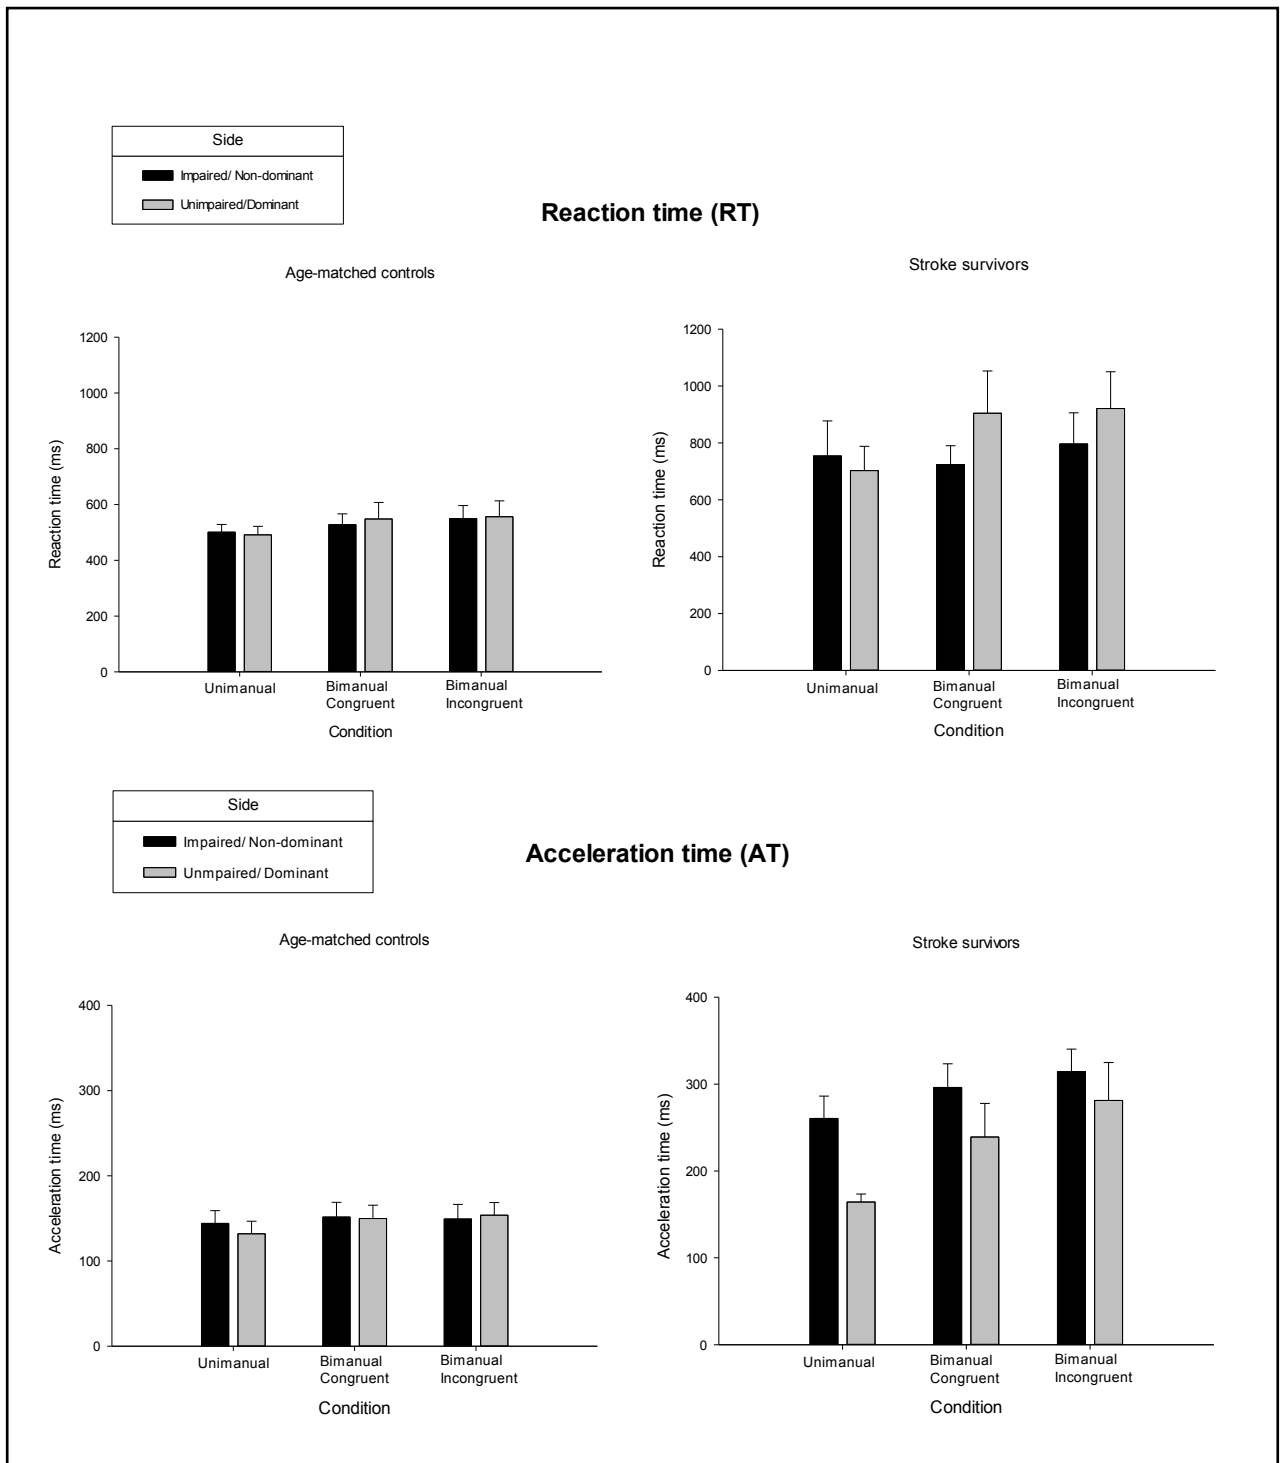 Side
Impaired/ Non-dominant
Unimpaired/Dominant
Reaction time (RT)
Age-matched controls
Stroke survivors
Reaction time (ms)
1200
1000
800
600
400
200
0
Unimanual
Bimanual
Congruent
Bimanual
Incongruent
Condition
Reaction time (ms)
1200
1000
800
600
400
200
0
Unimanual
Bimanual
Congruent
Bimanual
Incongruent
Condition
Side
Impaired/ Non-dominant
Unmpaired/ Dominant
Acceleration time (AT)
Age-matched controls
Stroke survivors
Acceleration time (ms)
400
300
200
100
0
Unimanual
Bimanual
Congruent
Bimanual
Incongruent
Condition
Acceleration time (ms)
400
300
200
100
0
Unimanual
Bimanual
Congruent
Bimanual
Incongruent
Condition